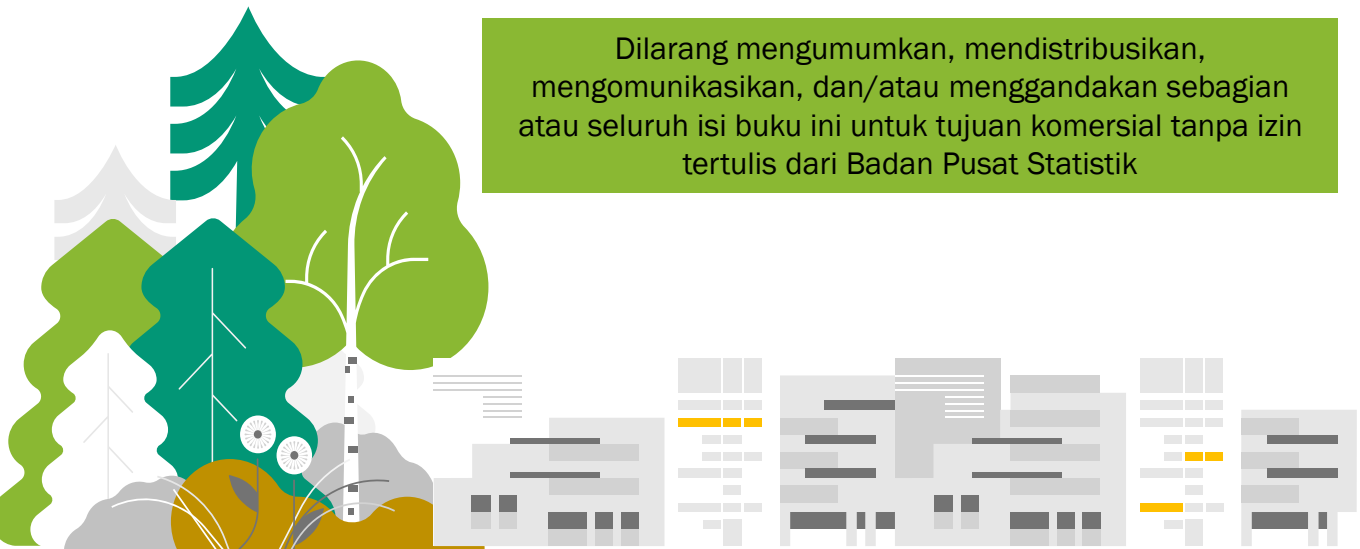 Dilarang mengumumkan, mendistribusikan,
mengomunikasikan, dan/atau menggandakan sebagian
atau seluruh isi buku ini untuk tujuan komersial tanpa izin
tertulis dari Badan Pusat Statistik